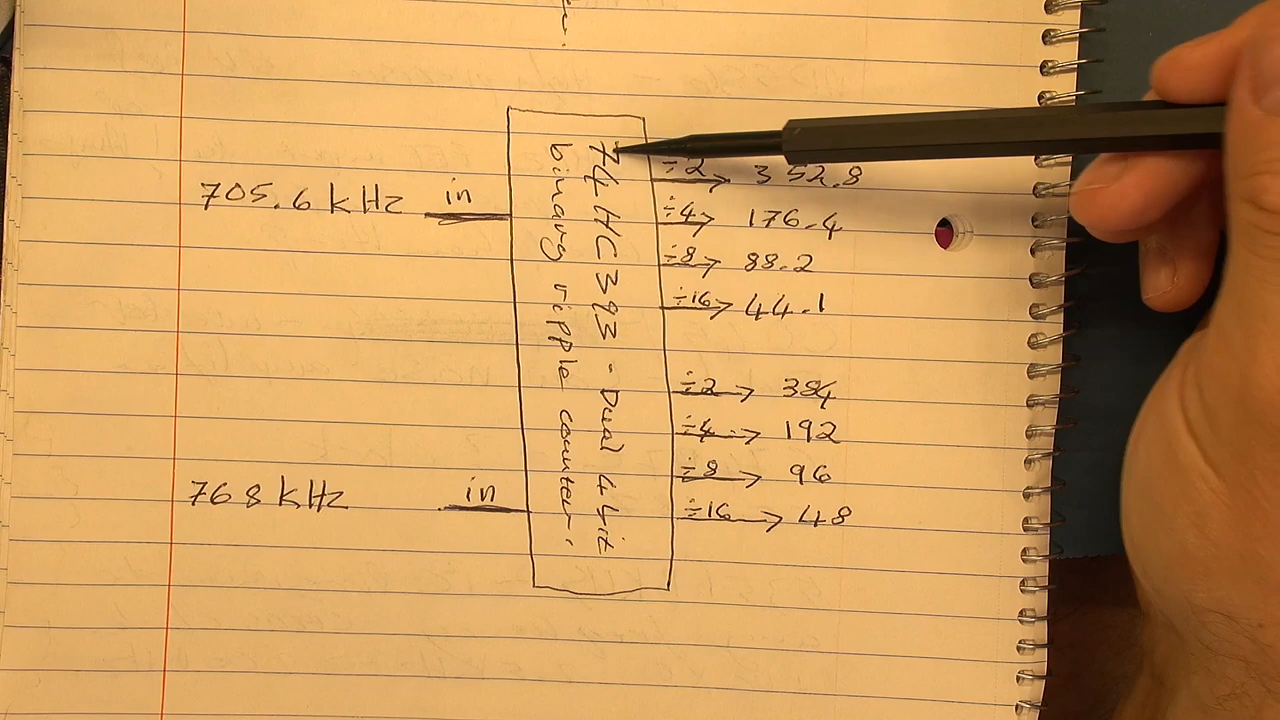 705.6 kHz in
74HC393 - Dual 4 bit
binary ripple counter.
÷2 352.8
÷4 176.4
÷8 88.2
÷16 44.1
768 kHz in
÷2 384
÷4 192
÷8 96
÷16 48